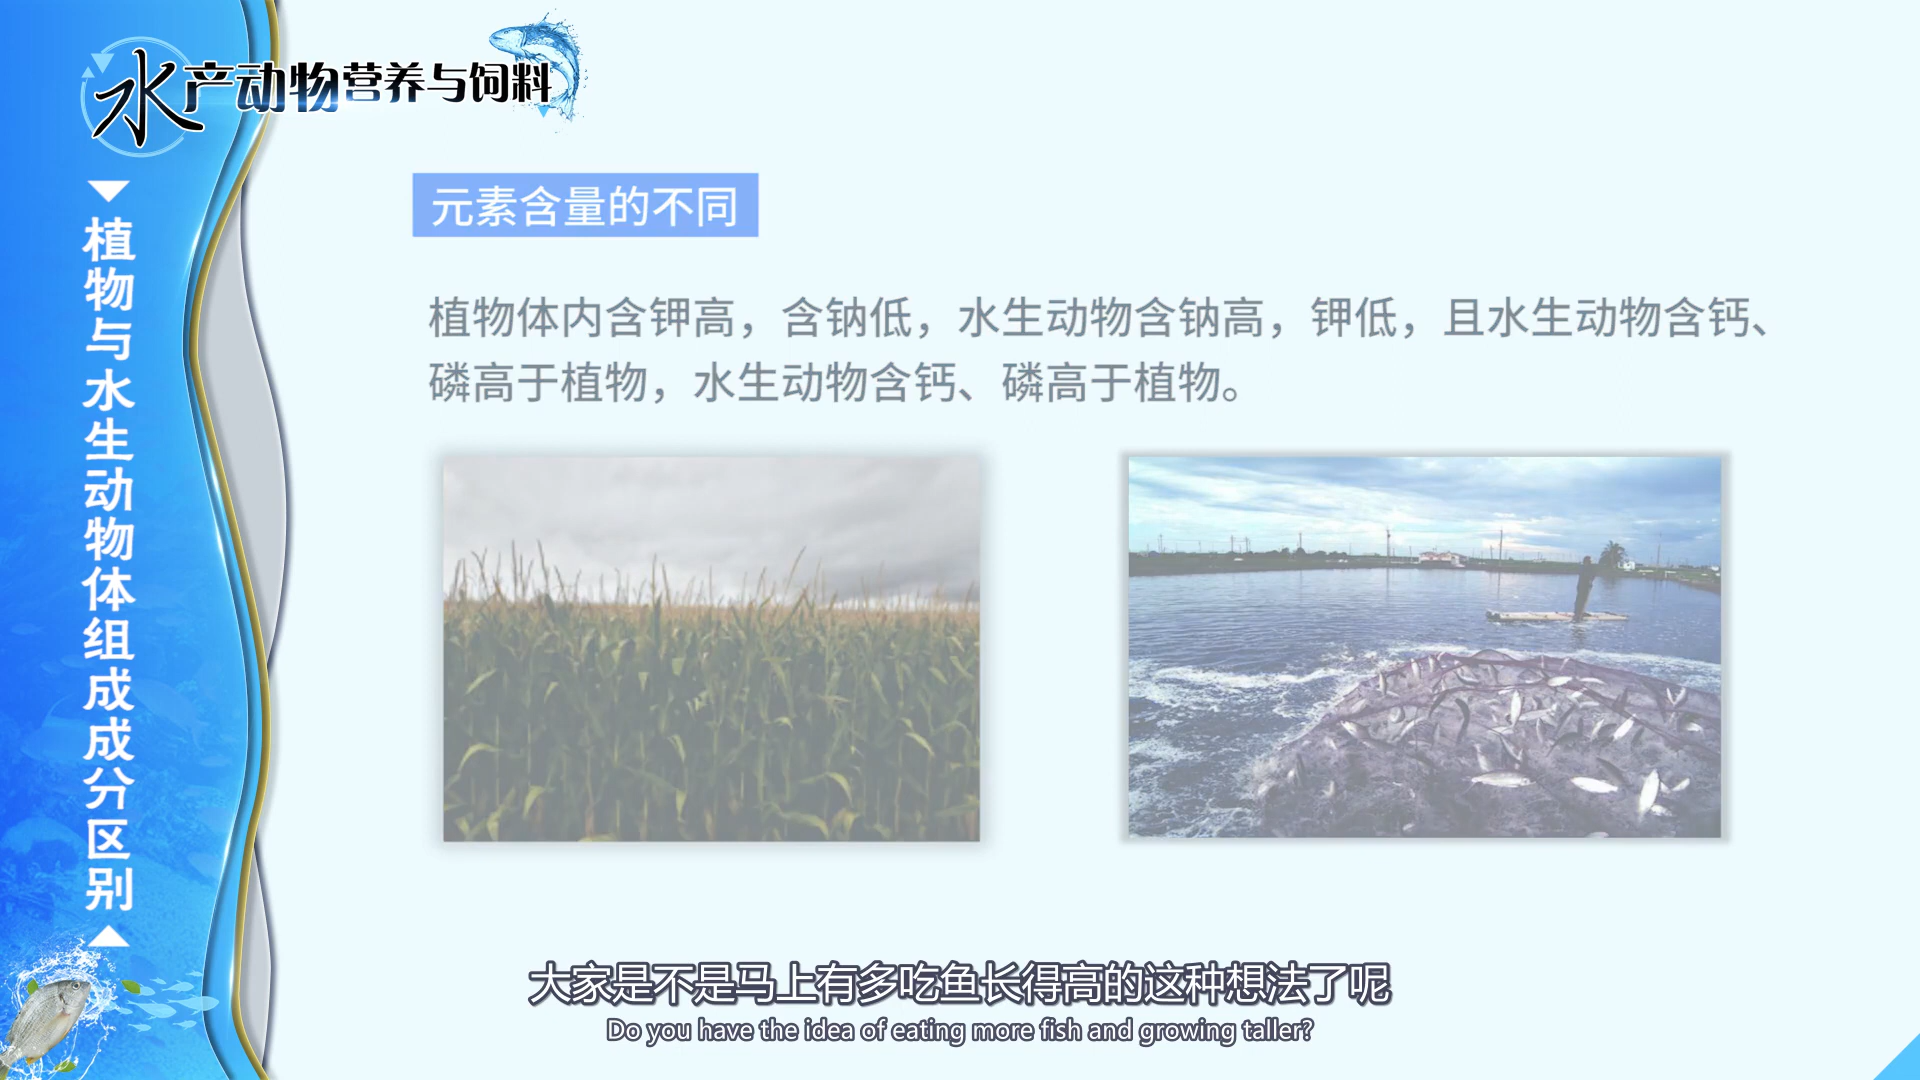 水产动物营养与饲料
植物与水生动物体组成成分区别
元素含量的不同
植物体内含钾高，含钠低，水生动物含钠高，钾低，且水生动物含钙、
磷高于植物，水生动物含钙、磷高于植物。
大家是不是马上有多吃鱼长得高的这种想法了呢
Do you have the idea of eating more fish and growing taller?